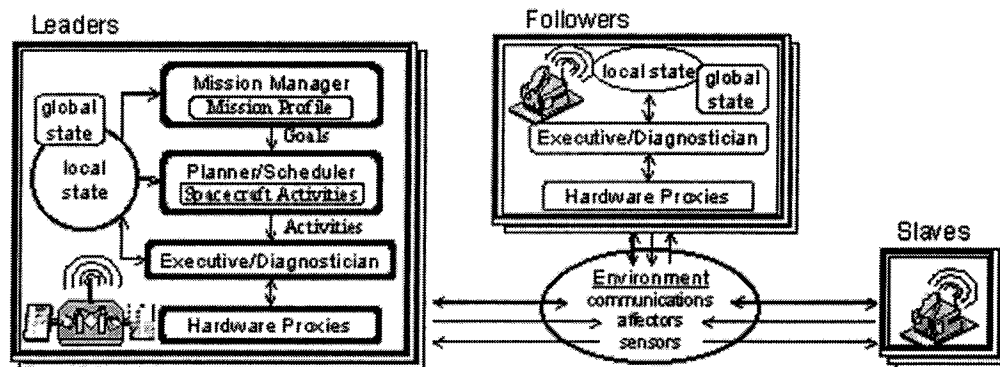 Leaders
Mission Manager
Mission Profile
global
state
local
state
Goals
Planner/Scheduler
Spacecraft Activities
Activities
Executive/Diagnostician
Hardware Proxies
Followers
local state
global
state
Executive/Diagnostician
Hardware Proxies
Environment
communications
affectors
sensors
Slaves